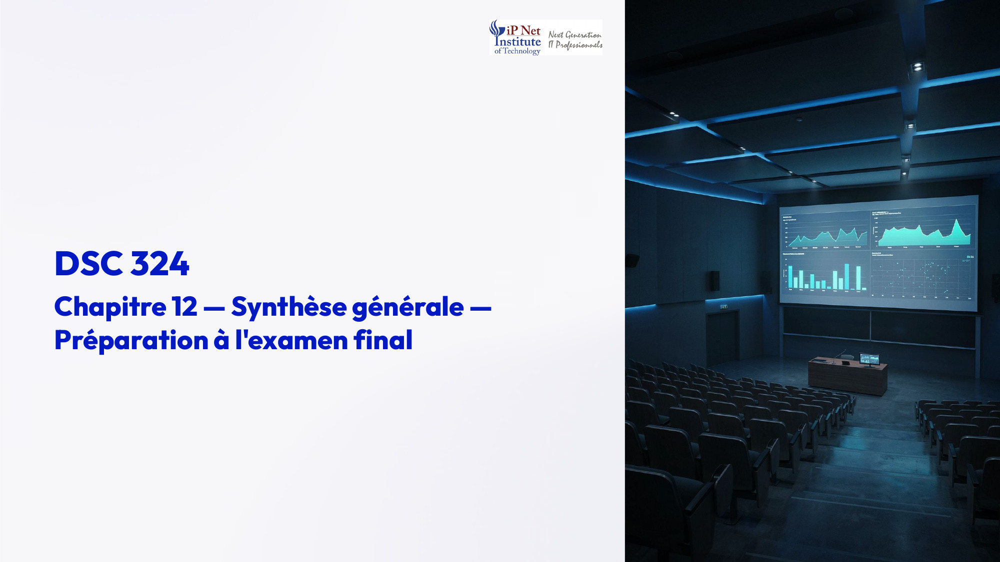 iP Net
Institute
of Technology
Next Generation
IT Professionnels
DSC 324
Chapitre 12 — Synthèse générale —
Préparation à l'examen final